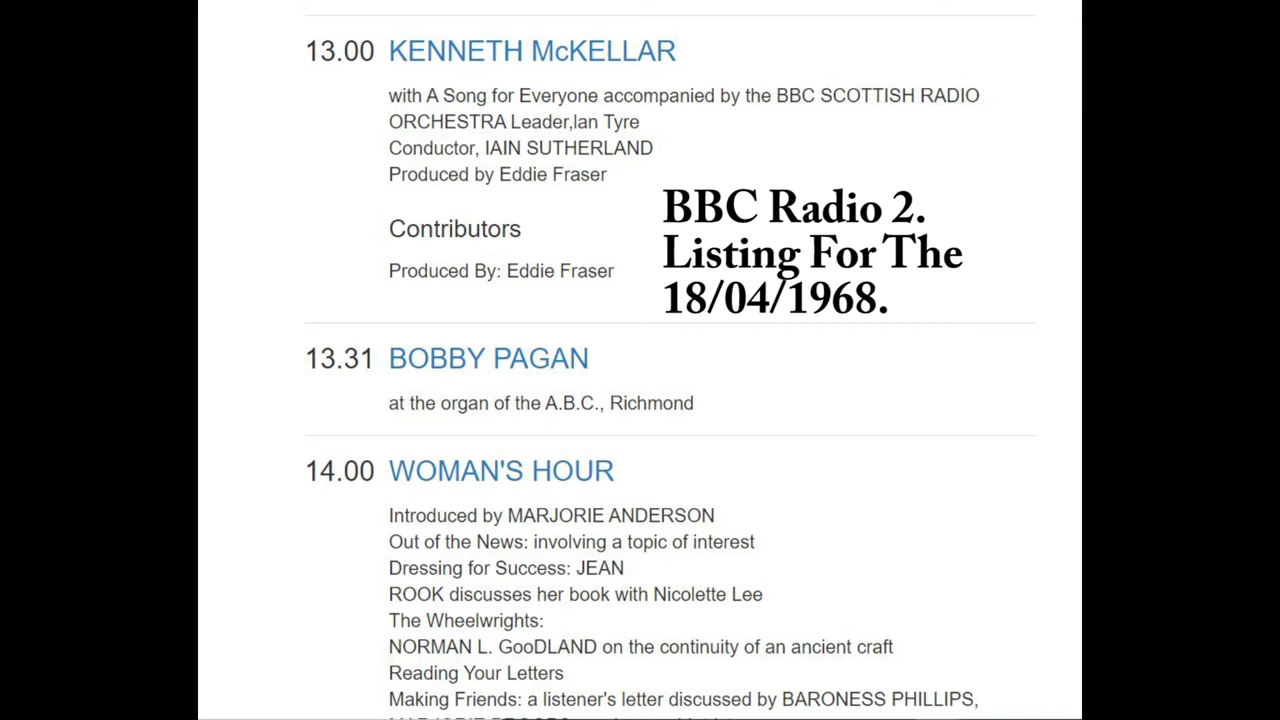 13.00 KENNETH McKELLAR
with A Song for Everyone accompanied by the BBC SCOTTISH RADIO
ORCHESTRA Leader,lan Tyre
Conductor, IAIN SUTHERLAND
Produced by Eddie Fraser
Contributors
Produced By: Eddie Fraser
BBC Radio 2.
Listing For The
18/04/1968.
13.31 BOBBY PAGAN
at the organ of the A.B.C., Richmond
14.00 WOMAN'S HOUR
Introduced by MARJORIE ANDERSON
Out of the News: involving a topic of interest
Dressing for Success: JEAN
ROOK discusses her book with Nicolette Lee
The Wheelwrights:
NORMAN L. GooDLAND on the continuity of an ancient craft
Reading Your Letters
Making Friends: a listener's letter discussed by BARONESS PHILLIPS,